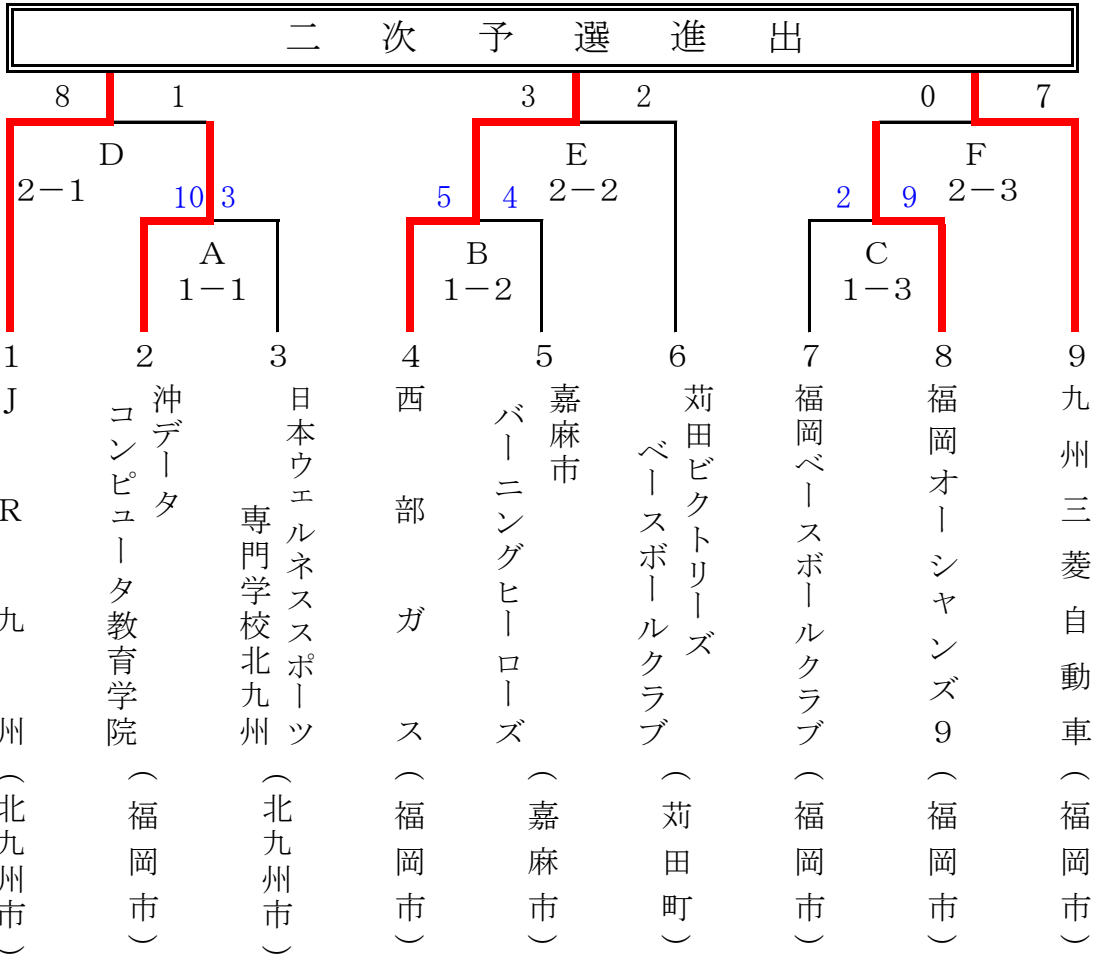 二次予選進出
8 1 3 2 0 7
D E F
2－1 10 3 5 4 2－2 2 9 2－3
A B C
1－1 1－2 1－3
1 2 3 4 5 6 7 8 9
JR九州（北九州市）
沖データ
コンピュータ教育学院
（福岡市）
日本ウェルネススポーツ
専門学校北九州
（北九州市）
西部ガス（福岡市）
嘉麻市
バーニングヒーローズ
（嘉麻市）
苅田ビクトリーズ
ベースボールクラブ
（苅田町）
福岡ベースボールクラブ（福岡市）
福岡オーシャンズ9（福岡市）
九州三菱自動車（福岡市）